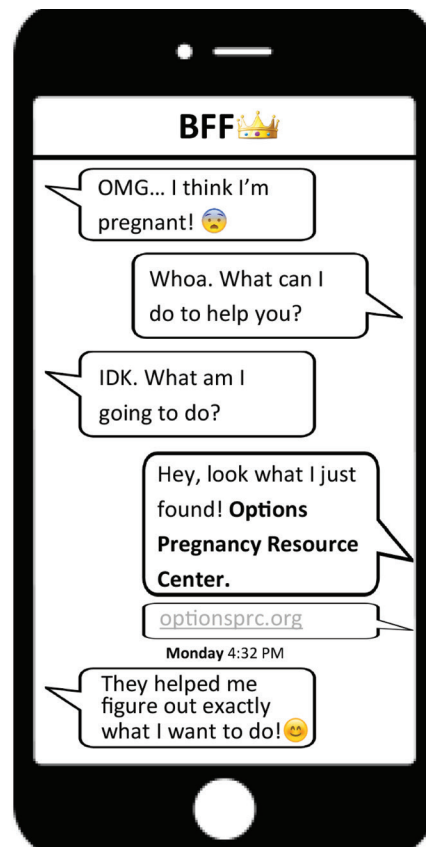 BFF👑
OMG... I think I'm
pregnant! 😨
Whoa. What can I
do to help you?
IDK. What am I
going to do?
Hey, look what I just
found! Options
Pregnancy Resource
Center.
optionsprc.org
Monday 4:32 PM
They helped me
figure out exactly
what I want to do!😊